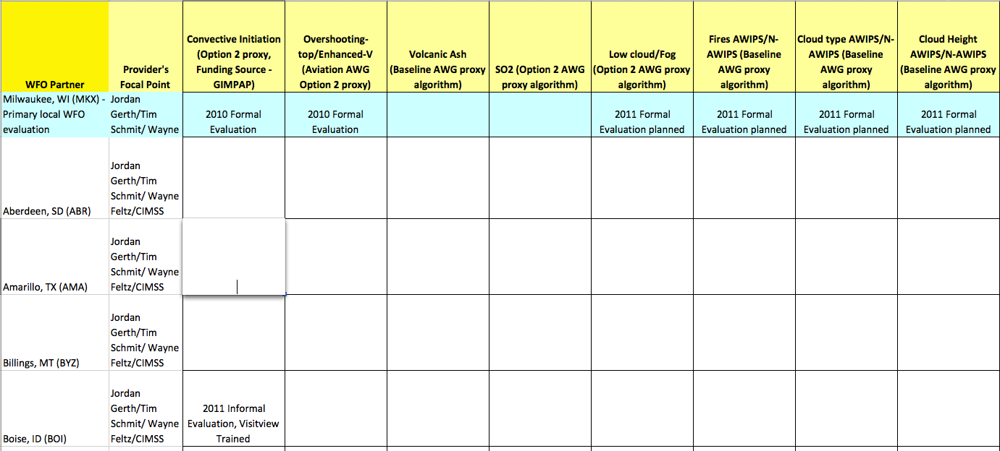 WFO Partner
Provider's
Focal Point
Convective Initiation
(Option 2 proxy,
Funding Source -
GIMPAP)
Overshooting-
top/Enhanced-V
(Aviation AWG
Option 2 proxy)
Volcanic Ash
(Baseline AWG proxy
algorithm)
SO2 (Option 2 AWG
proxy algorithm)
Low cloud/Fog
(Option 2 AWG proxy
algorithm)
Fires AWIPS/N-
AWIPS (Baseline
AWG proxy
algorithm)
Cloud type AWIPS/N-
AWIPS (Baseline
AWG proxy
algorithm)
Cloud Height
AWIPS/N-AWIPS
(Baseline AWG proxy
algorithm)
Milwaukee, WI (MKX) -
Primary local WFO
evaluation
Jordan
Gerth/Tim
Schmit/ Wayne
2010 Formal
Evaluation
2010 Formal
Evaluation
2011 Formal
Evaluation planned
2011 Formal
Evaluation planned
2011 Formal
Evaluation planned
2011 Formal
Evaluation planned
Aberdeen, SD (ABR)
Jordan
Gerth/Tim
Schmit/ Wayne
Feltz/CIMSS
Amarillo, TX (AMA)
Jordan
Gerth/Tim
Schmit/ Wayne
Feltz/CIMSS
Billings, MT (BYZ)
Jordan
Gerth/Tim
Schmit/ Wayne
Feltz/CIMSS
Boise, ID (BOI)
Jordan
Gerth/Tim
Schmit/ Wayne
Feltz/CIMSS
2011 Informal
Evaluation, Visitview
Trained